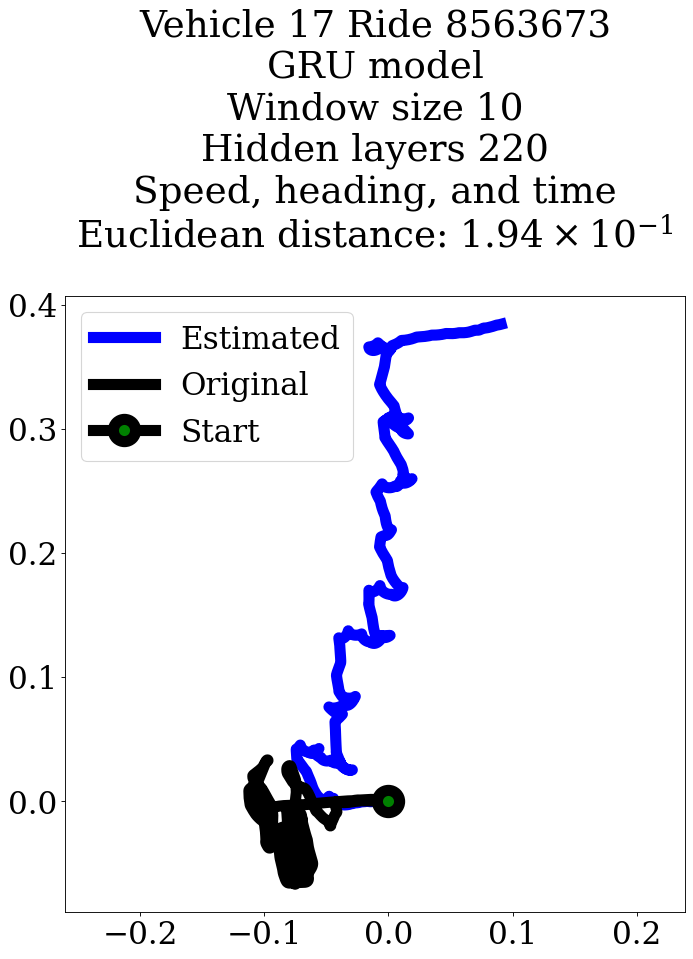 Vehicle 17 Ride 8563673
GRU model
Window size 10
Hidden layers 220
Speed, heading, and time
Euclidean distance: 1.94 × 10⁻¹
Estimated
Original
Start
0.4
0.3
0.2
0.1
0.0
−0.2 −0.1 0.0 0.1 0.2